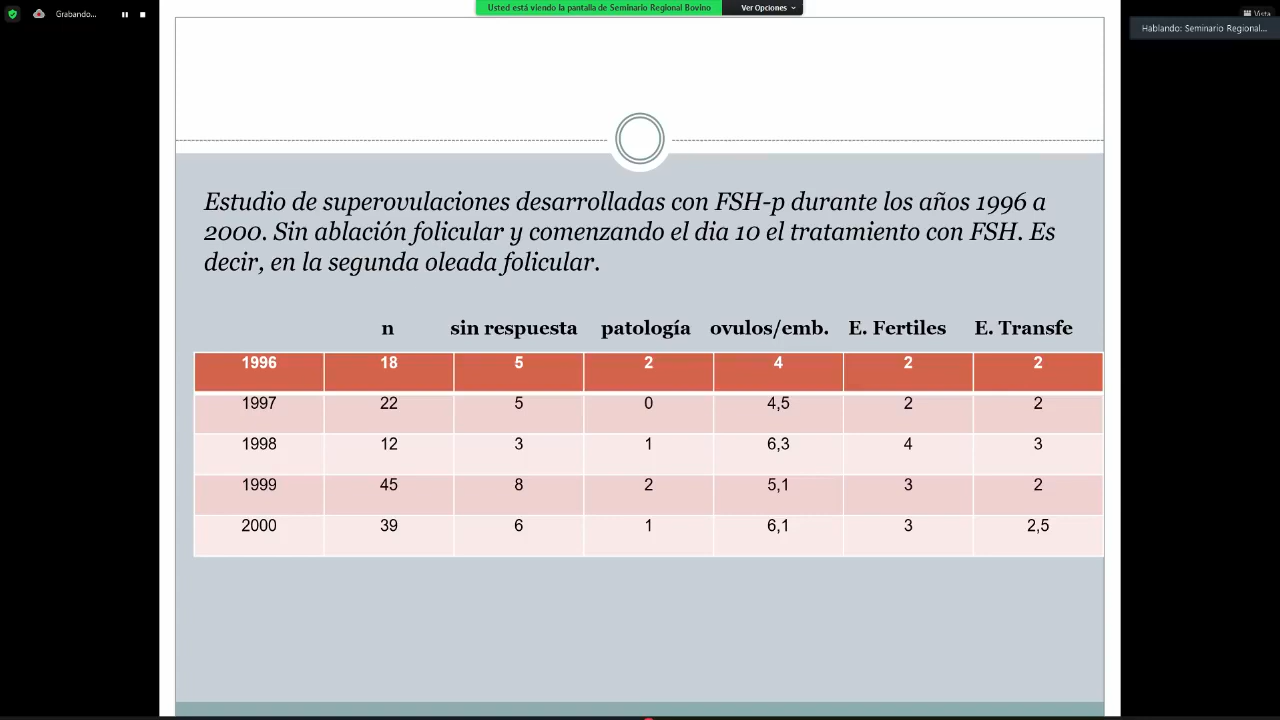 Grabando...
Usted está viendo la pantalla de Seminario Regional Bovino
Ver Opciones
Vista
Hablando: Seminario Regional...
Estudio de superovulaciones desarrolladas con FSH-p durante los años 1996 a
2000. Sin ablación folicular y comenzando el dia 10 el tratamiento con FSH. Es
decir, en la segunda oleada folicular.
n sin respuesta patología ovulos/emb. E. Fertiles E. Transfe
1996 18 5 2 4 2 2
1997 22 5 0 4,5 2 2
1998 12 3 1 6,3 4 3
1999 45 8 2 5,1 3 2
2000 39 6 1 6,1 3 2,5